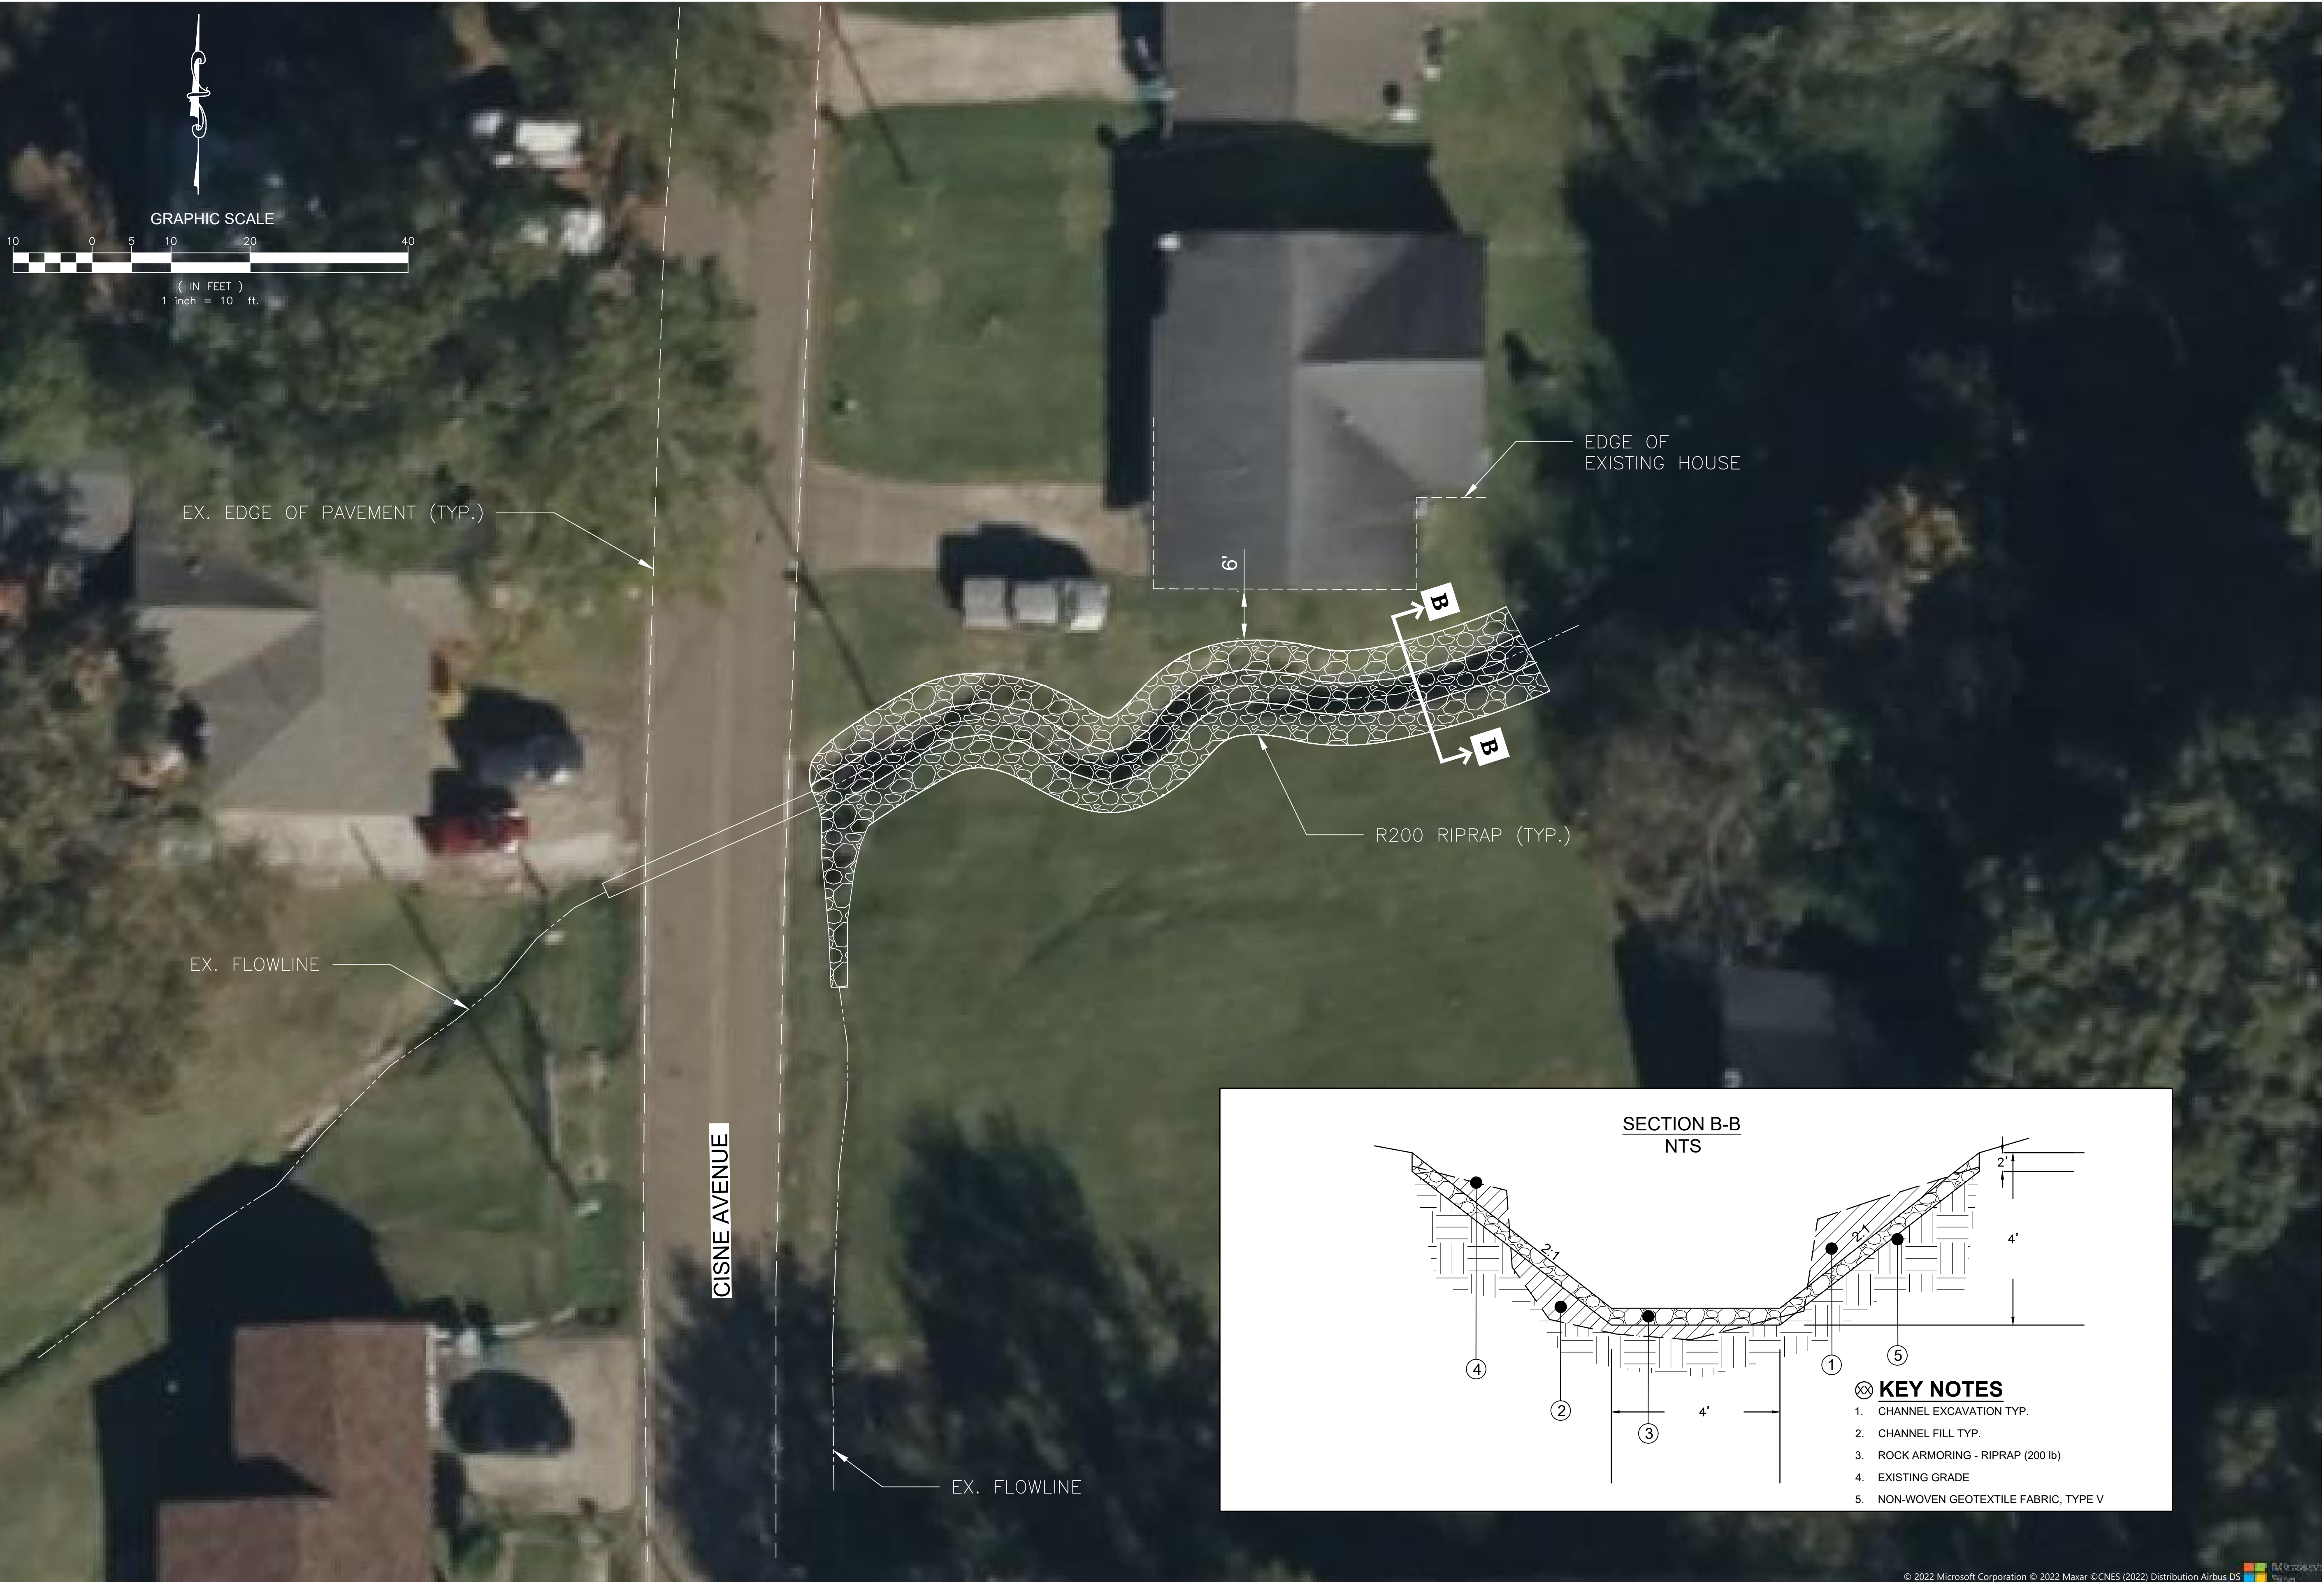 GRAPHIC SCALE
10 0 5 10 20 40
( IN FEET )
1 inch = 10 ft.
EDGE OF
EXISTING HOUSE
EX. EDGE OF PAVEMENT (TYP.)
6'
B
B
R200 RIPRAP (TYP.)
EX. FLOWLINE
CISNE AVENUE
EX. FLOWLINE
SECTION B-B
NTS
2'
4'
2:1
2:1
4'
4
2
3
1
5
XX KEY NOTES
1. CHANNEL EXCAVATION TYP.
2. CHANNEL FILL TYP.
3. ROCK ARMORING - RIPRAP (200 lb)
4. EXISTING GRADE
5. NON-WOVEN GEOTEXTILE FABRIC, TYPE V
© 2022 Microsoft Corporation © 2022 Maxar ©CNES (2022) Distribution Airbus DS